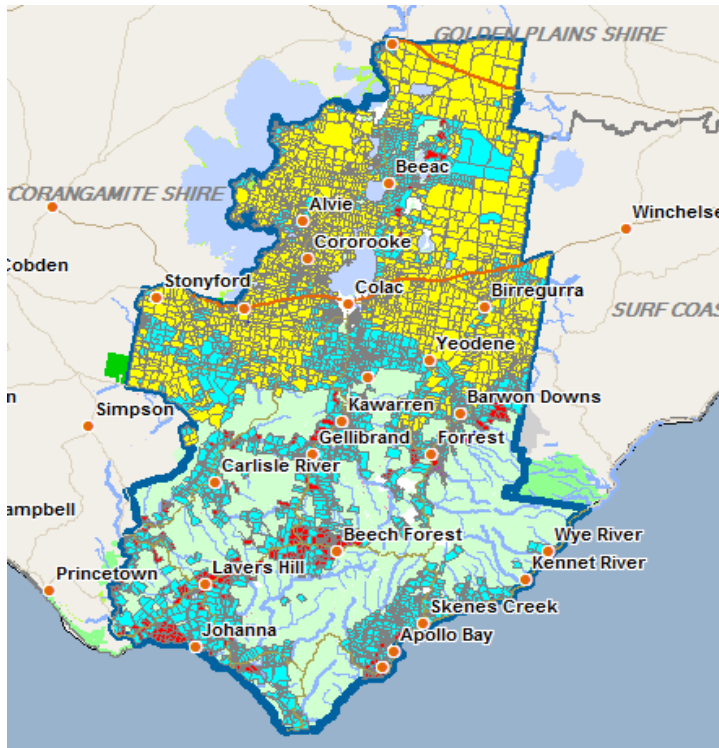 GOLDEN PLAINS SHIRE
Beeac
CORANGAMITE SHIRE
Alvie
Winchelse
Cororooke
Cobden
Stonyford
Colac
Birregurra
SURF COAS
Yeodene
Simpson
Kawarren
Barwon Downs
Gellibrand
Forrest
Carlisle River
ampbell
Beech Forest
Wye River
Princetown
Lavers Hill
Kennet River
Skenes Creek
Johanna
Apollo Bay